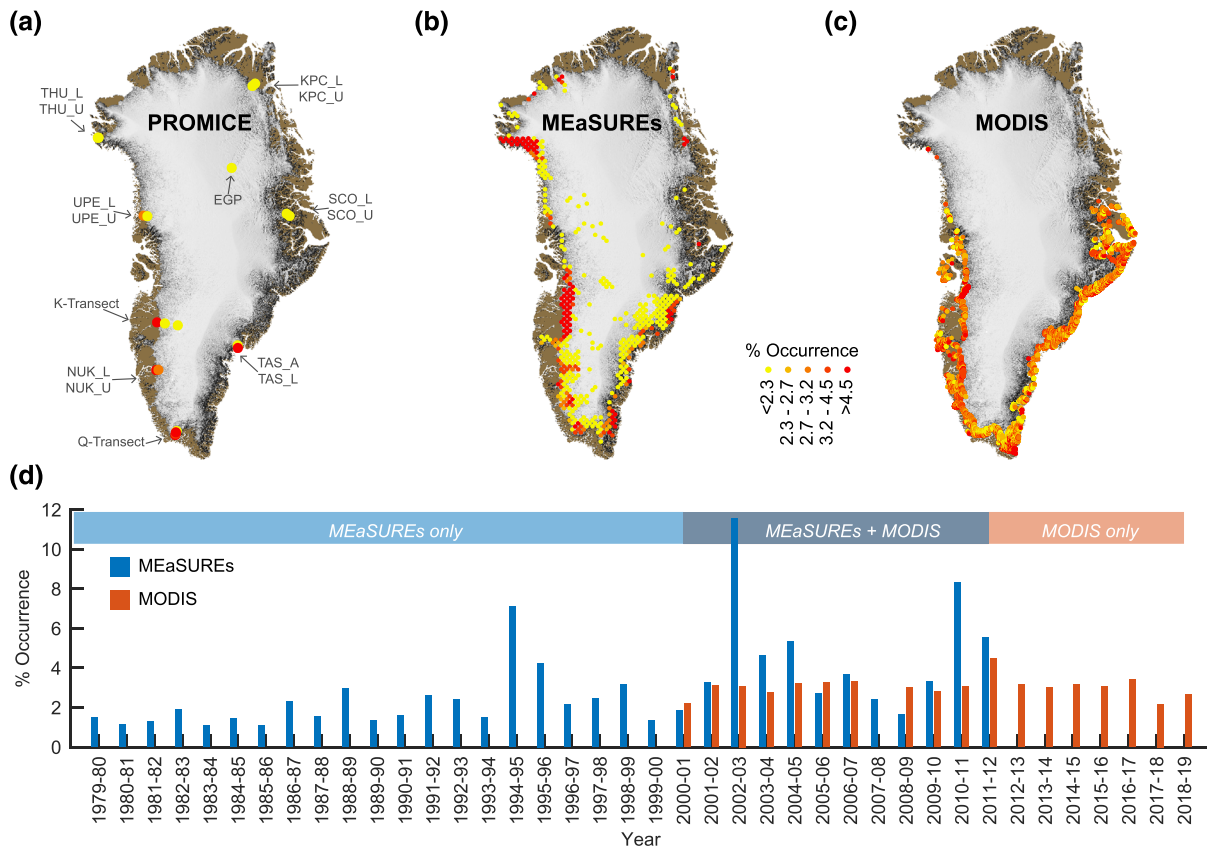 (a)
(b)
(c)
PROMICE
MEaSUREs
MODIS
THU_L
THU_U
KPC_L
KPC_U
EGP
UPE_L
UPE_U
SCO_L
SCO_U
K-Transect
NUK_L
NUK_U
TAS_A
TAS_L
Q-Transect
% Occurrence
<2.3
2.3 - 2.7
2.7 - 3.2
3.2 - 4.5
>4.5
(d)
MEaSUREs only
MEaSUREs + MODIS
MODIS only
MEaSUREs
MODIS
% Occurrence
12
10
8
6
4
2
0
1979-80
1980-81
1981-82
1982-83
1983-84
1984-85
1985-86
1986-87
1987-88
1988-89
1989-90
1990-91
1991-92
1992-93
1993-94
1994-95
1995-96
1996-97
1997-98
1998-99
1999-00
2000-01
2001-02
2002-03
2003-04
2004-05
2005-06
2006-07
2007-08
2008-09
2009-10
2010-11
2011-12
2012-13
2013-14
2014-15
2015-16
2016-17
2017-18
2018-19
Year